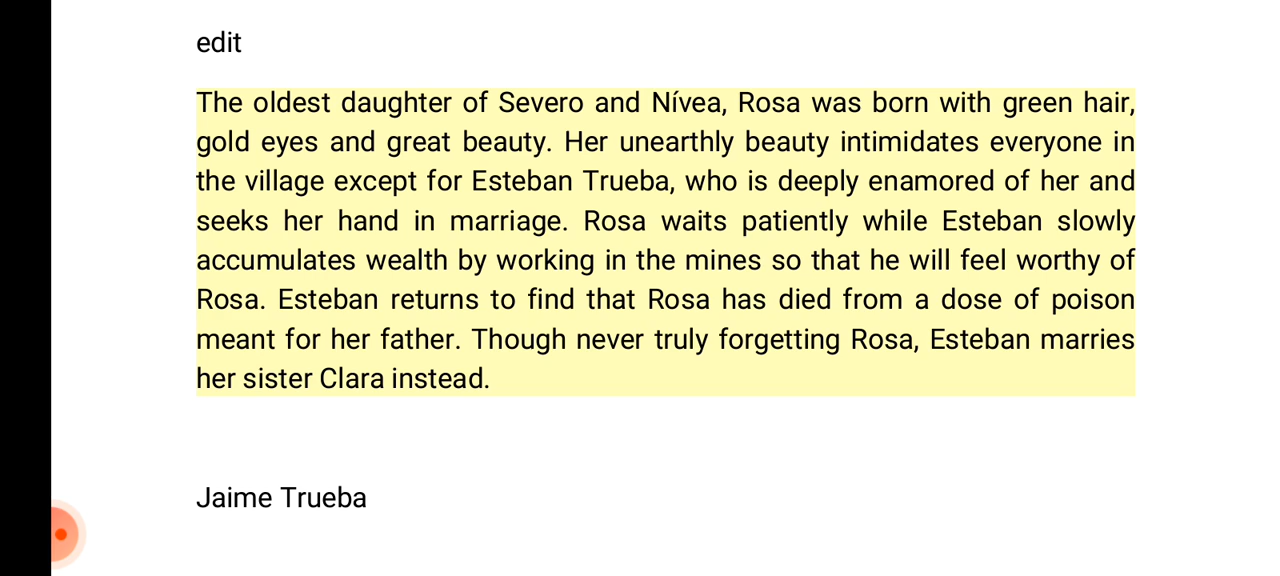 edit
The oldest daughter of Severo and Nívea, Rosa was born with green hair,
gold eyes and great beauty. Her unearthly beauty intimidates everyone in
the village except for Esteban Trueba, who is deeply enamored of her and
seeks her hand in marriage. Rosa waits patiently while Esteban slowly
accumulates wealth by working in the mines so that he will feel worthy of
Rosa. Esteban returns to find that Rosa has died from a dose of poison
meant for her father. Though never truly forgetting Rosa, Esteban marries
her sister Clara instead.
Jaime Trueba